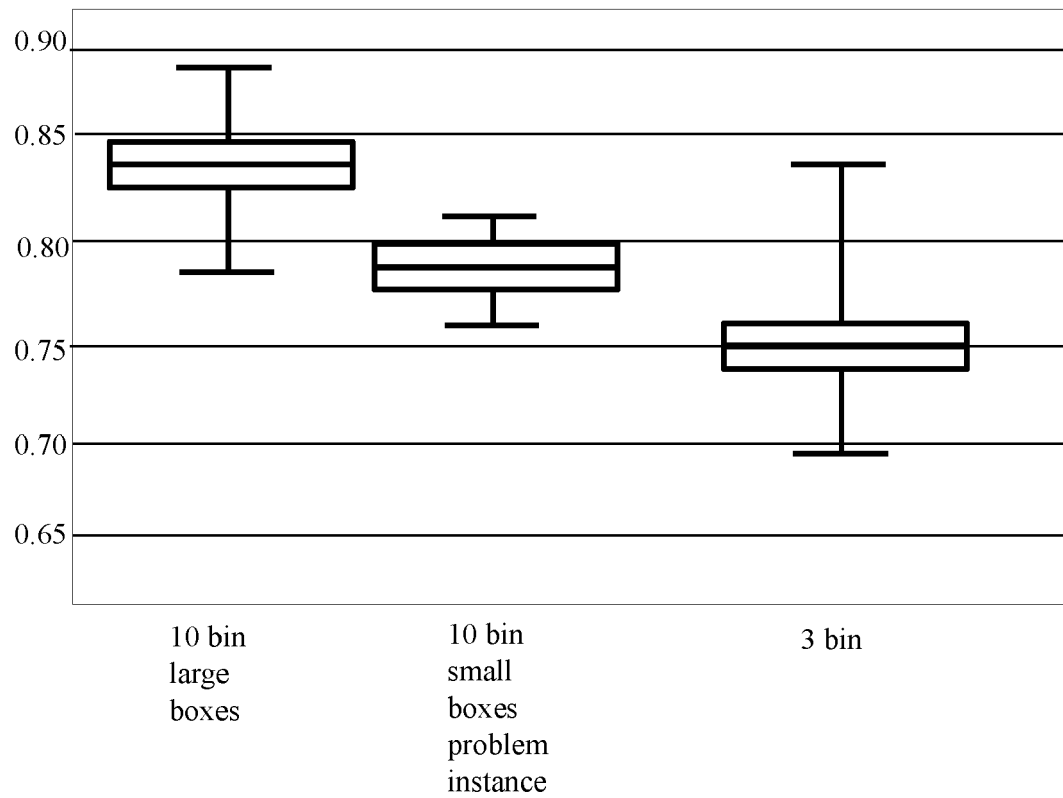 0.90
0.85
0.80
0.75
0.70
0.65
10 bin
large
boxes
10 bin
small
boxes
problem
instance
3 bin